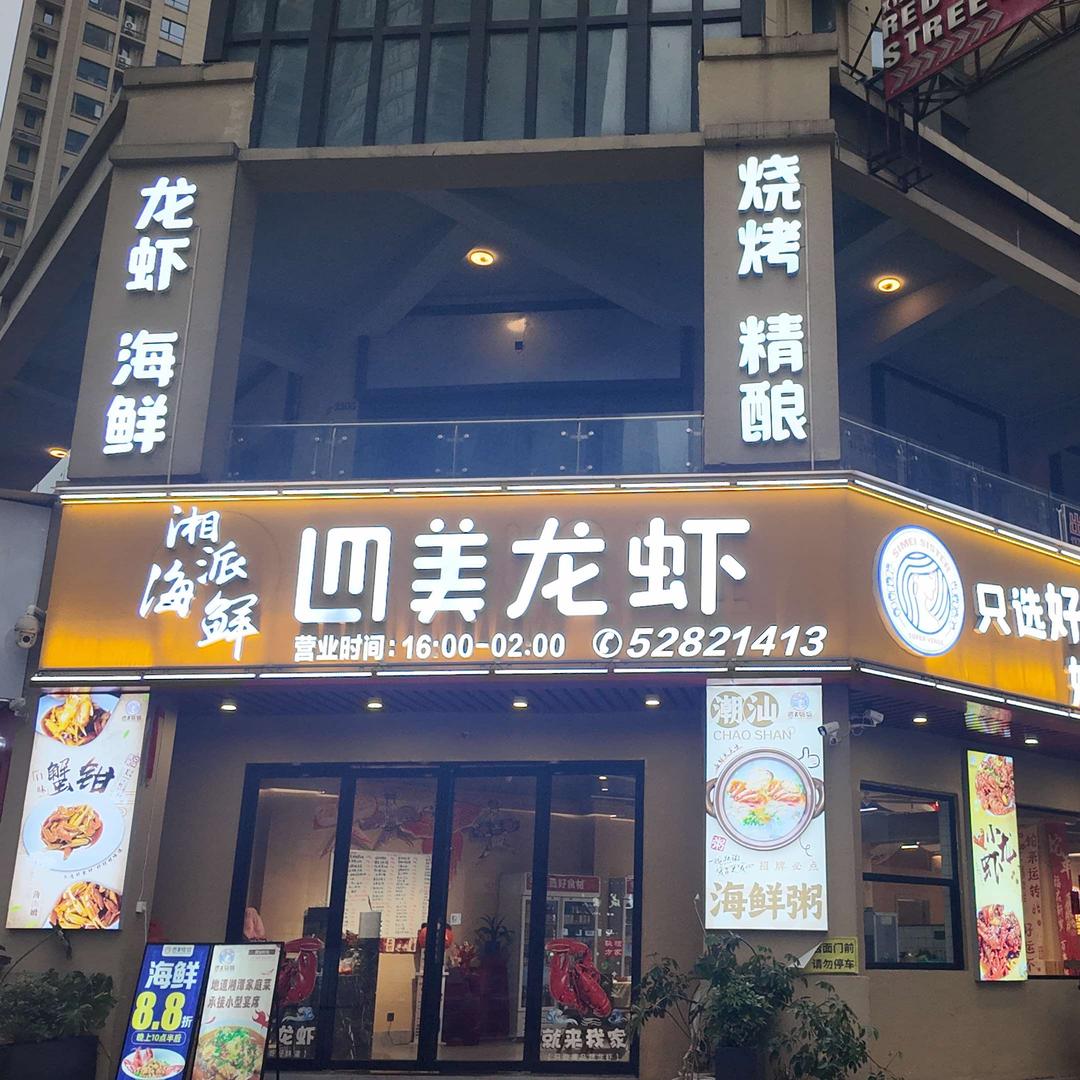 RED
STREE
龙虾 海鲜
烧烤 精酿
湘派
海鲜
四美龙虾
营业时间：16:00-02:00
52821413
SIMEI SISTER
只选好
蟹钳
潮汕
CHAO SHAN
招牌必点
海鲜粥
小龙虾
门前
请勿停车
海鲜
8.8折
晚上10点半后
地道湘潭家庭菜
承接小型宴席
龙虾
就来我家